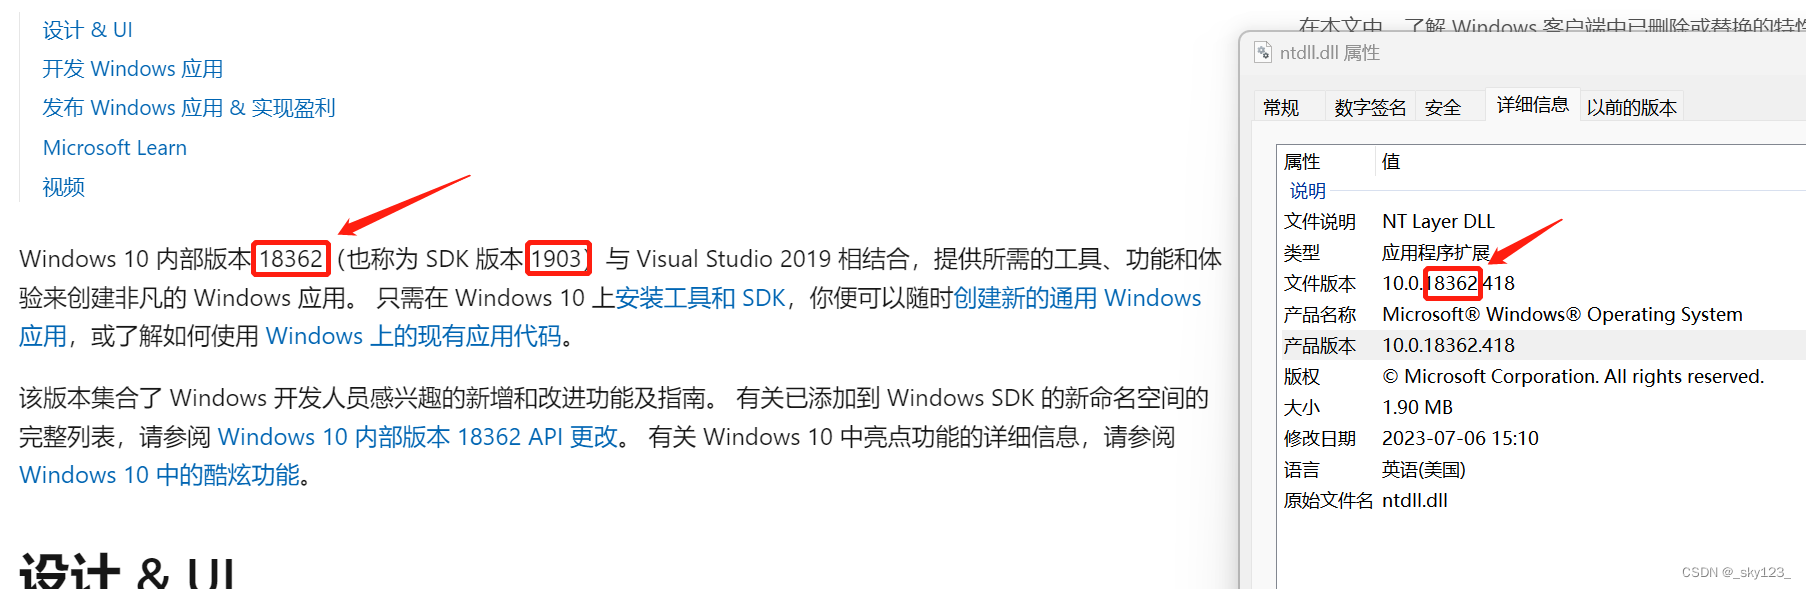 设计 & UI
开发 Windows 应用
发布 Windows 应用 & 实现盈利
Microsoft Learn
视频
Windows 10 内部版本 18362 (也称为 SDK 版本 1903) 与 Visual Studio 2019 相结合，提供所需的工具、功能和体
验来创建非凡的 Windows 应用。 只需在 Windows 10 上安装工具和 SDK，你便可以随时创建新的通用 Windows
应用，或了解如何使用 Windows 上的现有应用代码。
该版本集合了 Windows 开发人员感兴趣的新增和改进功能及指南。 有关已添加到 Windows SDK 的新命名空间的
完整列表，请参阅 Windows 10 内部版本 18362 API 更改。 有关 Windows 10 中亮点功能的详细信息，请参阅
Windows 10 中的酷炫功能。
设计 & UI
在本文中，了解 Windows 客户端中已删除或替换的特性
ntdll.dll 属性
常规 数字签名 安全 详细信息 以前的版本
属性 值
说明
文件说明 NT Layer DLL
类型 应用程序扩展
文件版本 10.0.18362.418
产品名称 Microsoft® Windows® Operating System
产品版本 10.0.18362.418
版权 © Microsoft Corporation. All rights reserved.
大小 1.90 MB
修改日期 2023-07-06 15:10
语言 英语(美国)
原始文件名 ntdll.dll
CSDN @_sky123_